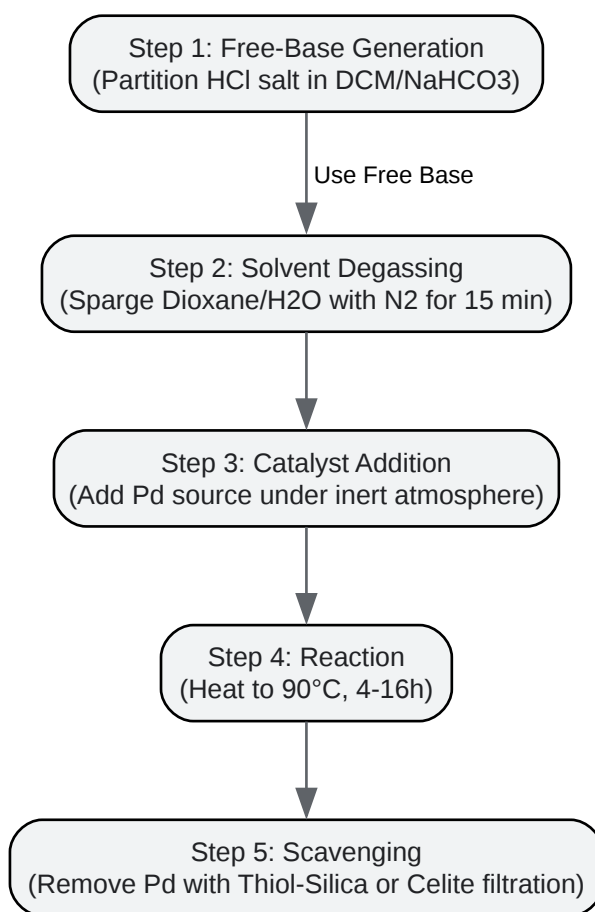 Step 1: Free-Base Generation
(Partition HCl salt in DCM/NaHCO3)
Use Free Base
Step 2: Solvent Degassing
(Sparge Dioxane/H2O with N2 for 15 min)
Step 3: Catalyst Addition
(Add Pd source under inert atmosphere)
Step 4: Reaction
(Heat to 90°C, 4-16h)
Step 5: Scavenging
(Remove Pd with Thiol-Silica or Celite filtration)